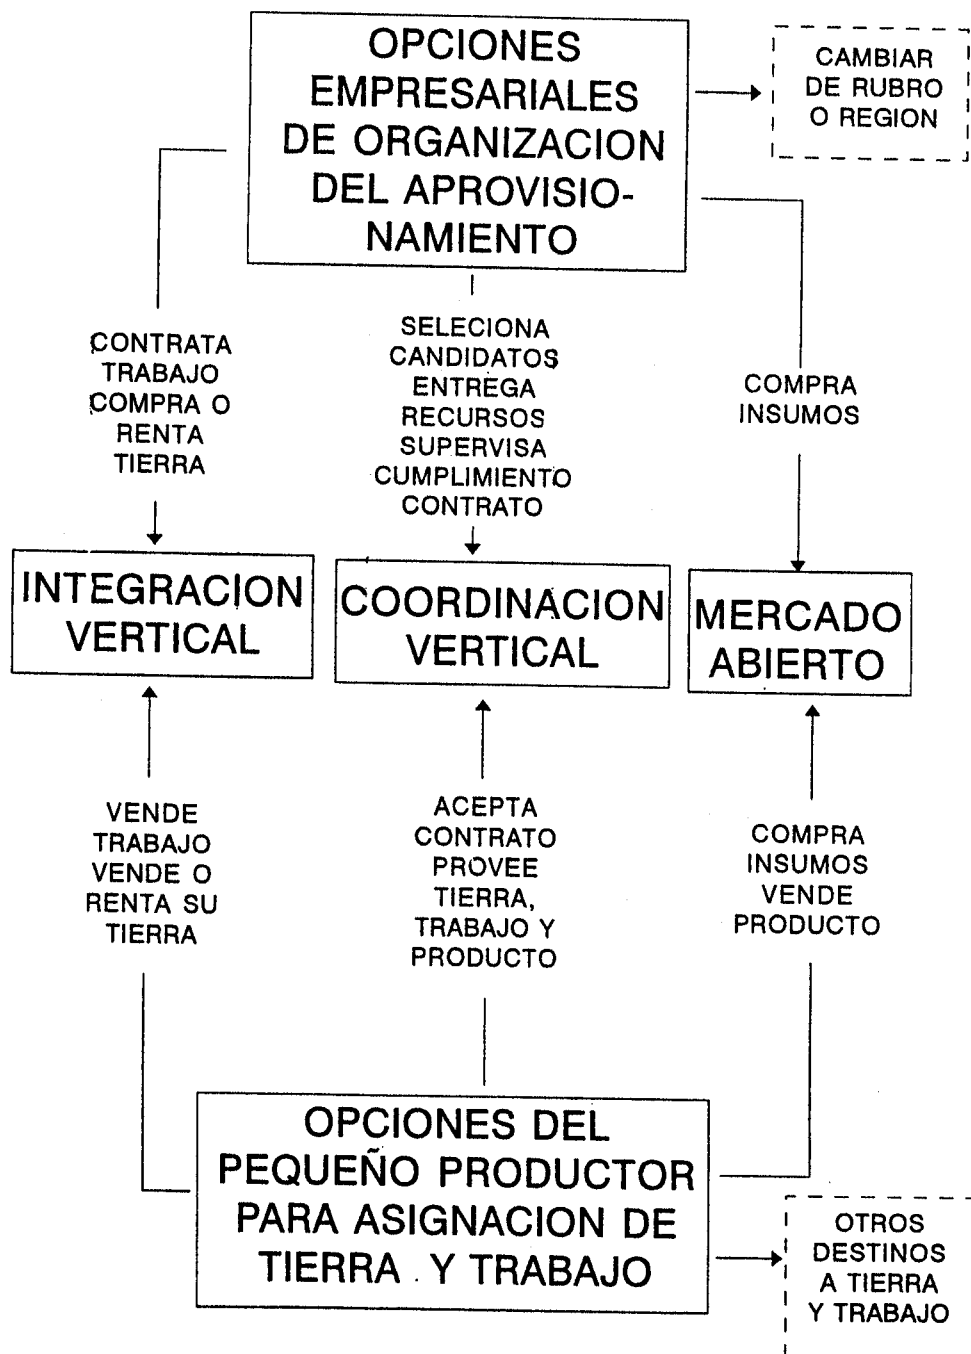 OPCIONES
EMPRESARIALES
DE ORGANIZACION
DEL APROVISIO-
NAMIENTO
CAMBIAR
DE RUBRO
O REGION
CONTRATA
TRABAJO
COMPRA O
RENTA
TIERRA
SELECIONA
CANDIDATOS
ENTREGA
RECURSOS
SUPERVISA
CUMPLIMIENTO
CONTRATO
COMPRA
INSUMOS
INTEGRACION
VERTICAL
COORDINACION
VERTICAL
MERCADO
ABIERTO
VENDE
TRABAJO
VENDE O
RENTA SU
TIERRA
ACEPTA
CONTRATO
PROVEE
TIERRA,
TRABAJO Y
PRODUCTO
COMPRA
INSUMOS
VENDE
PRODUCTO
OPCIONES DEL
PEQUEÑO PRODUCTOR
PARA ASIGNACION DE
TIERRA Y TRABAJO
OTROS
DESTINOS
A TIERRA
Y TRABAJO